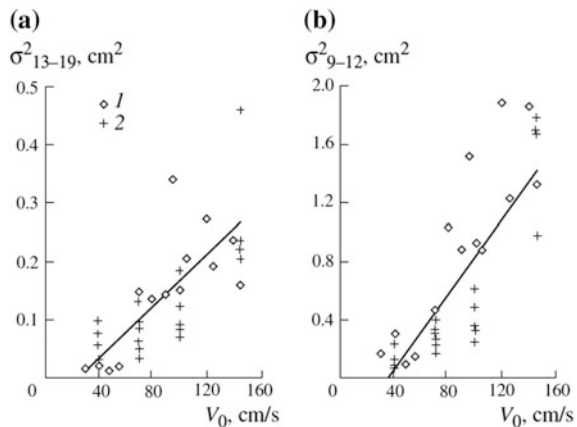 (a)
σ²₁₃₋₁₉, cm²
0.5
0.4
0.3
0.2
0.1
0
0 40 80 120 160
V₀, cm/s
◇ 1
+ 2
(b)
σ²₉₋₁₂, cm²
2.0
1.6
1.2
0.8
0.4
0
40 80 120 160
V₀, cm/s